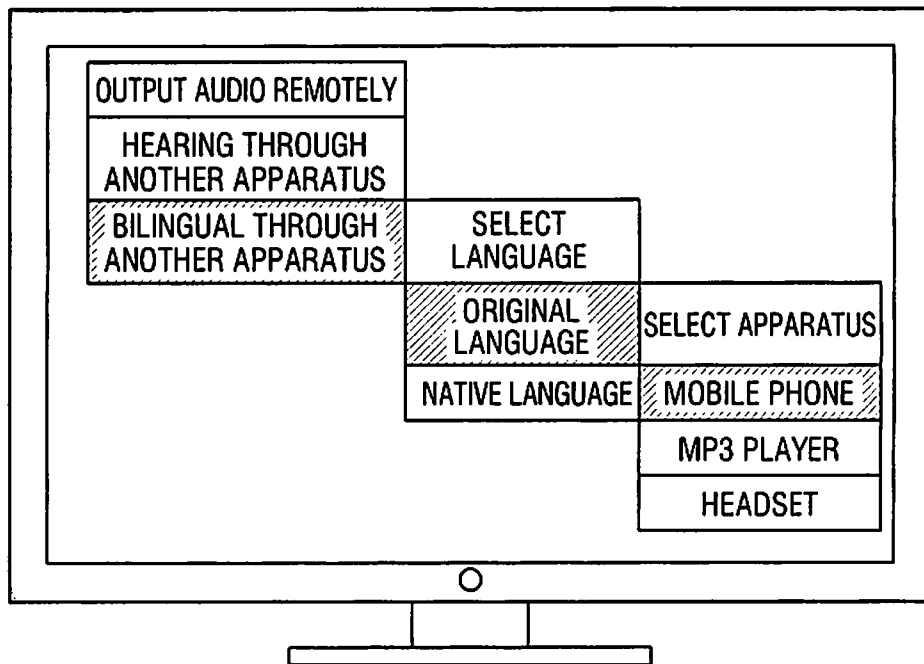 OUTPUT AUDIO REMOTELY
HEARING THROUGH
ANOTHER APPARATUS
BILINGUAL THROUGH
ANOTHER APPARATUS
SELECT
LANGUAGE
ORIGINAL
LANGUAGE
NATIVE LANGUAGE
SELECT APPARATUS
MOBILE PHONE
MP3 PLAYER
HEADSET